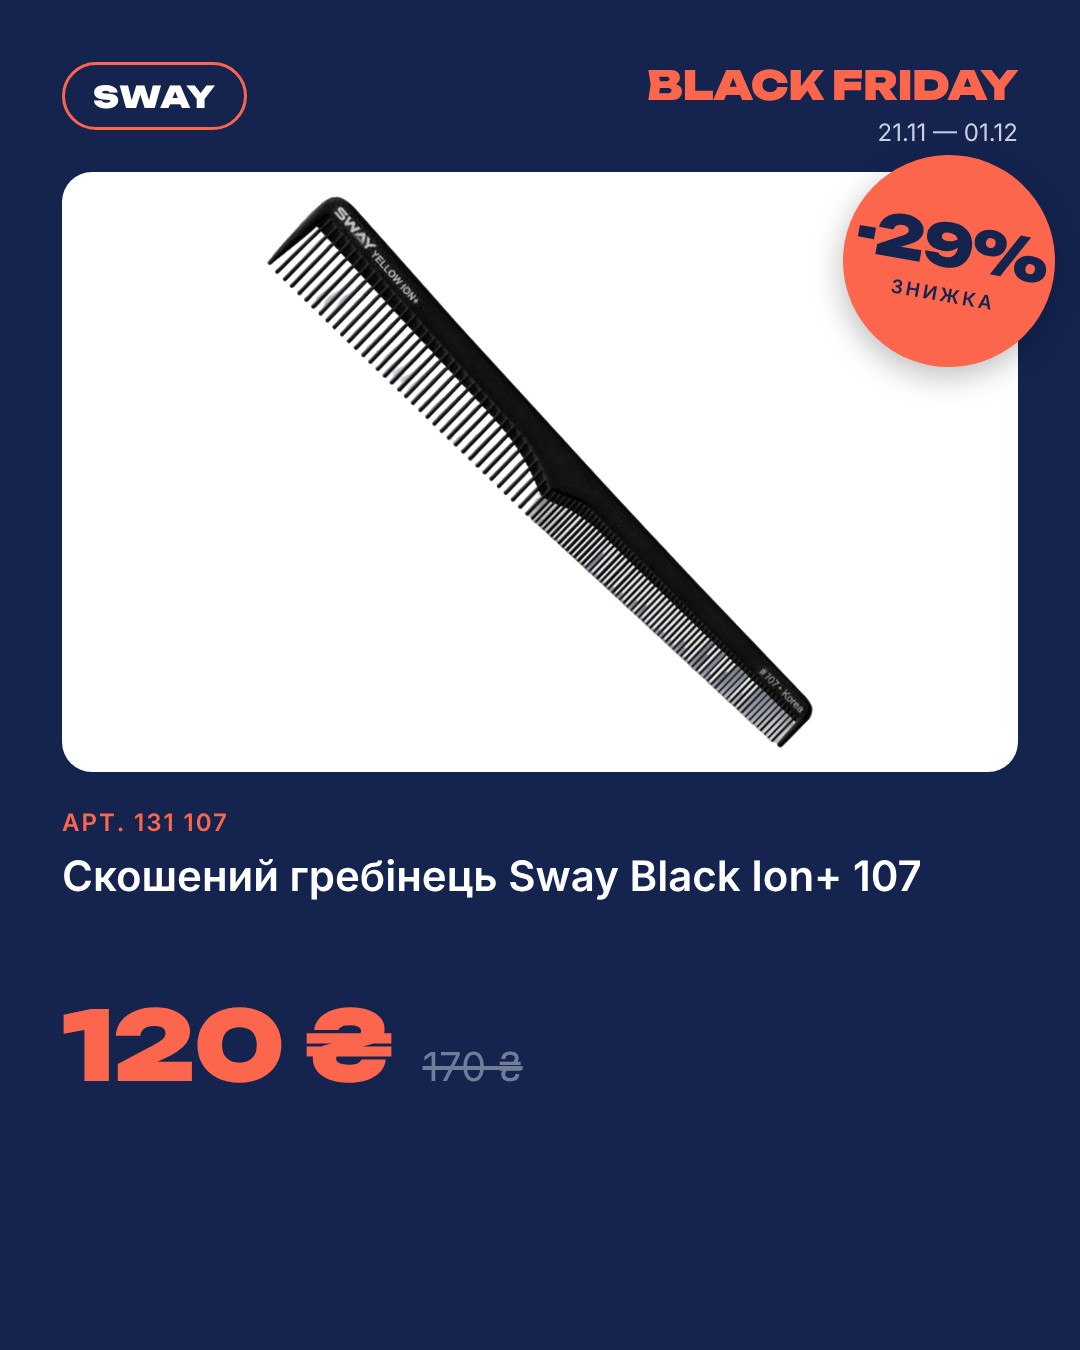 SWAY
BLACK FRIDAY
21.11 — 01.12
-29%
ЗНИЖКА
SWAY YELLOW ION+
#107+ Korea
АРТ. 131 107
Скошений гребінець Sway Black Ion+ 107
120 ₴ 170 ₴